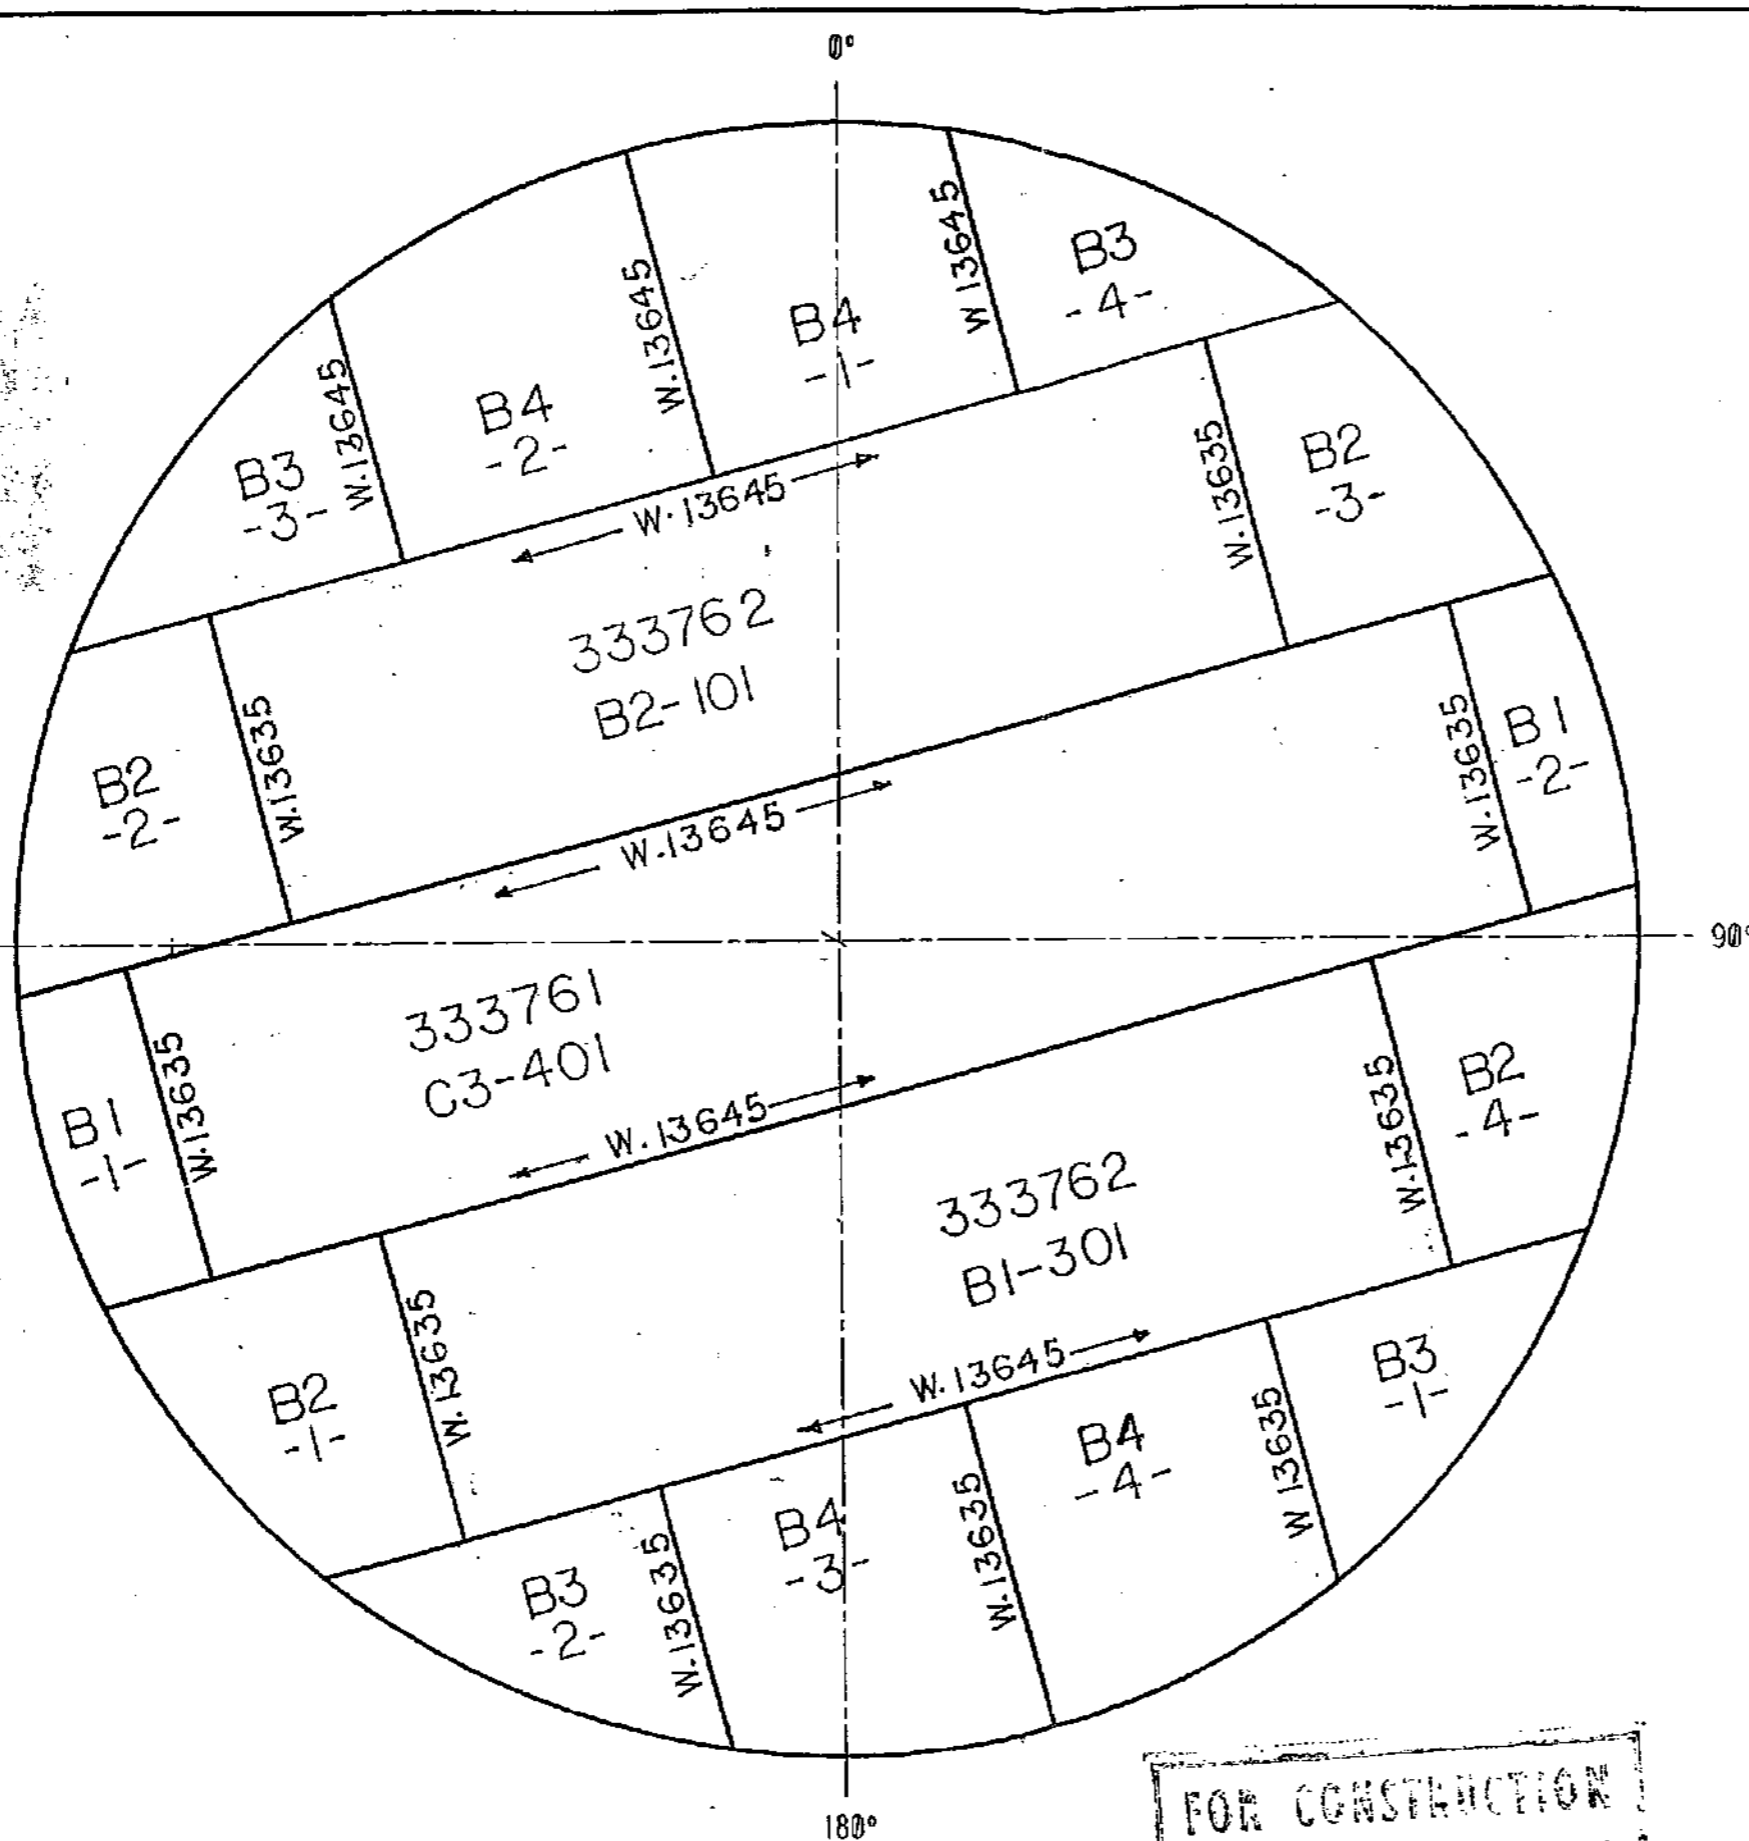 0°
W.13645
W 13645
B3
-4-
W.13645
B4
-1-
B4
-2-
B3
-3-
W.13645
W.13635
B2
-3-
333762
B2-101
B2
-2-
W.13635
W.13645
W.13635
B1
-2-
90°
333761
C3-401
B1
-1-
W.13635
W.13645
W.13635
B2
-4-
333762
B1-301
B2
-1-
W.13635
W.13645
W 13635
B3
-1-
B4
-4-
B4
-3-
W.13635
W.13635
B3
-2-
180°
FOR CONSTRUCTION